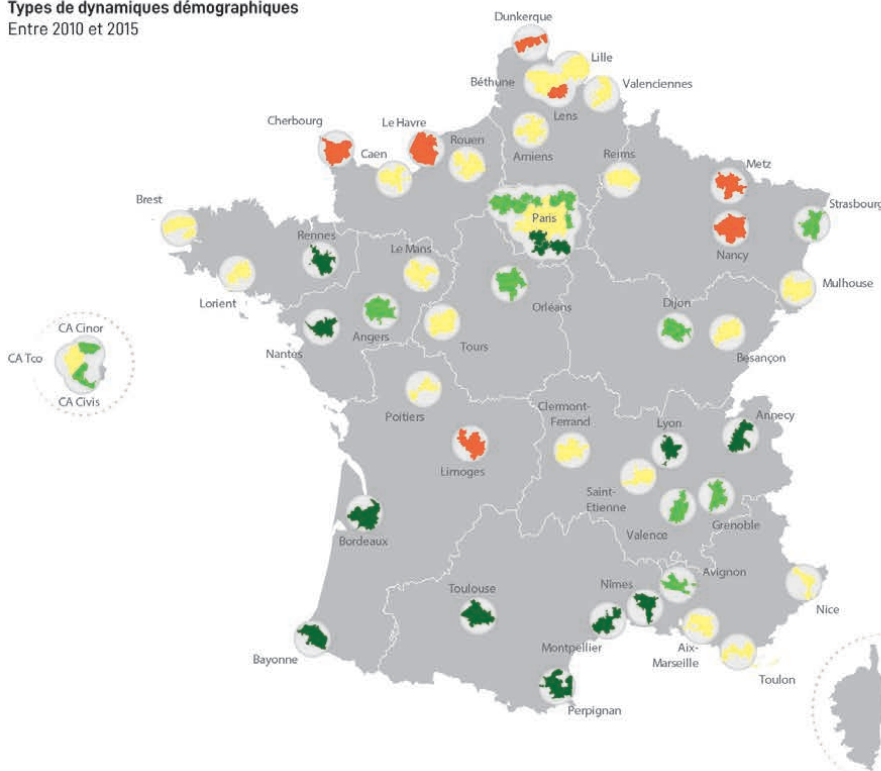 Types de dynamiques démographiques
Entre 2010 et 2015
Dunkerque
Lille
Béthune
Valenciennes
Lens
Cherbourg
Le Havre
Rouen
Caen
Amiens
Reims
Metz
Brest
Paris
Strasbourg
Rennes
Le Mans
Nancy
Lorient
Mulhouse
Orléans
Dijon
CA Cinor
Angers
Nantes
Tours
Besançon
CA Tco
CA Civis
Poitiers
Clermont-
Ferrand
Lyon
Annecy
Limoges
Saint-
Etienne
Grenoble
Valence
Bordeaux
Avignon
Toulouse
Nîmes
Nice
Montpellier
Aix-
Marseille
Bayonne
Toulon
Perpignan